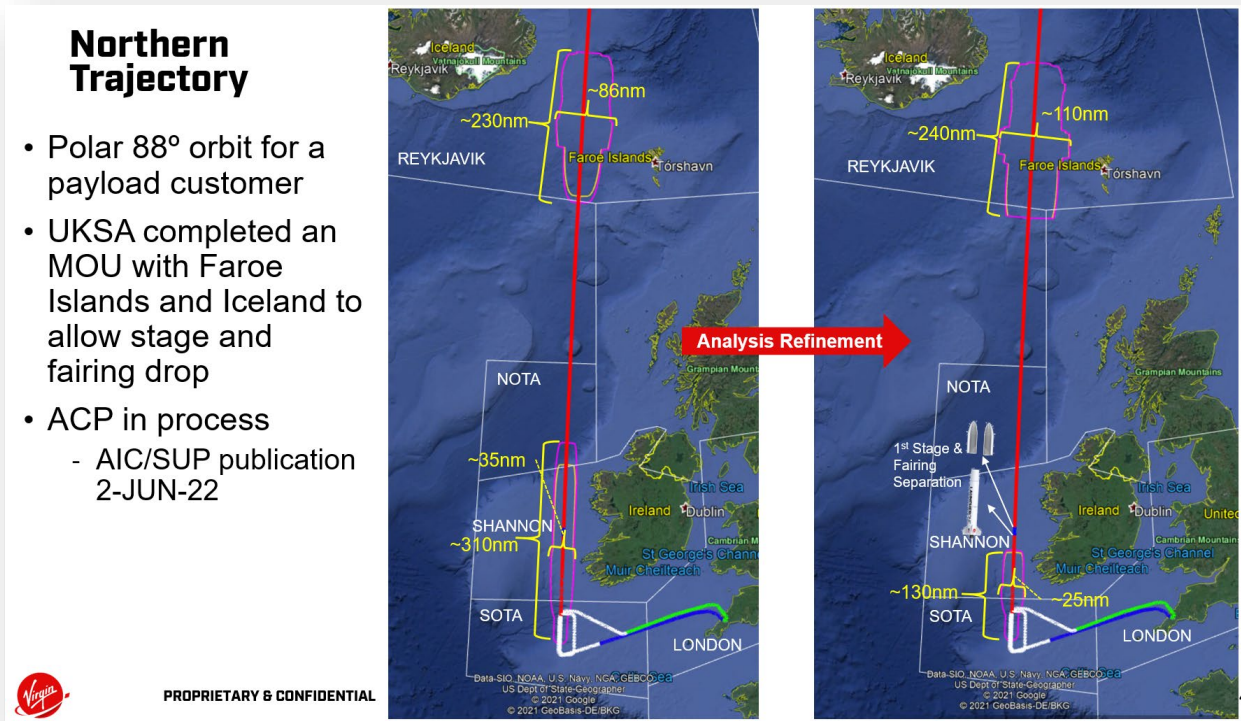 Northern
Trajectory
• Polar 88º orbit for a
payload customer
• UKSA completed an
MOU with Faroe
Islands and Iceland to
allow stage and
fairing drop
• ACP in process
- AIC/SUP publication
2-JUN-22
Virgin
PROPRIETARY & CONFIDENTIAL
Iceland
Vatnajökull Mountains
Reykjavik
~86nm
~230nm
REYKJAVIK
Faroe Islands
Tórshavn
Grampian Mountains
NOTA
~35nm
Irish Sea
Ireland
Dublin
SHANNON
~310nm
Cambrian Mountains
St George's Channel
Muir Cheilteach
SOTA
LONDON
Data SIO, NOAA, U.S. Navy, NGA, GEBCO
US Dept of State Geographer
© 2021 Google
© 2021 GeoBasis-DE/BKG
Analysis Refinement
Iceland
Vatnajökull Mountains
Reykjavik
~110nm
~240nm
REYKJAVIK
Faroe Islands
Tórshavn
Grampian Mountains
NOTA
1st Stage &
Fairing
Separation
Irish Sea
Ireland
Dublin
United
SHANNON
Cambrian Mountains
St George's Channel
Muir Cheilteach
~130nm
~25nm
SOTA
LONDON
Data SIO, NOAA, U.S. Navy, NGA, GEBCO
US Dept of State Geographer
© 2021 Google
© 2021 GeoBasis-DE/BKG